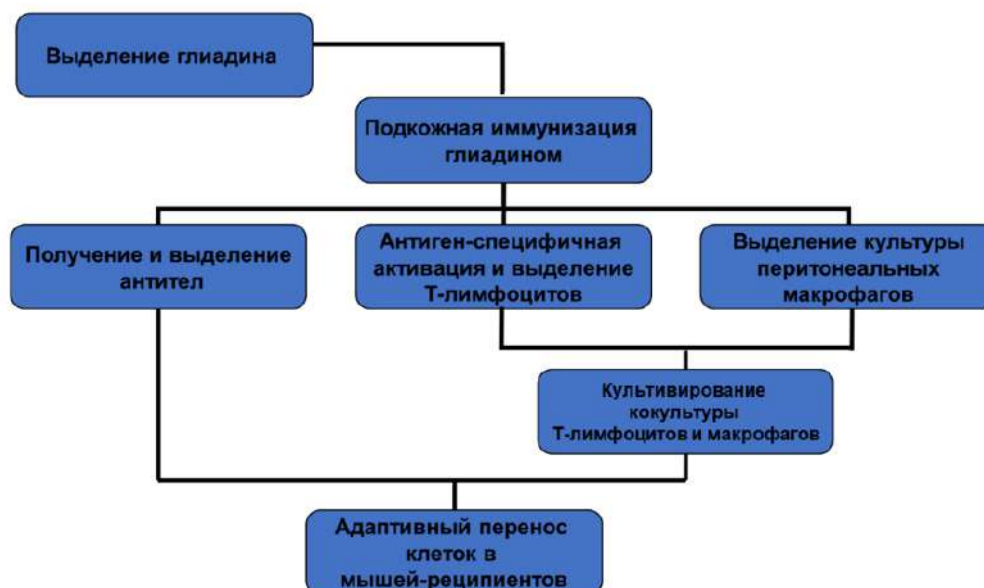 Выделение глиадина
Подкожная иммунизация
глиадином
Получение и выделение
антител
Антиген-специфичная
активация и выделение
Т-лимфоцитов
Выделение культуры
перитонеальных
макрофагов
Культивирование
кокультуры
Т-лимфоцитов и макрофагов
Адаптивный перенос
клеток в
мышей-реципиентов